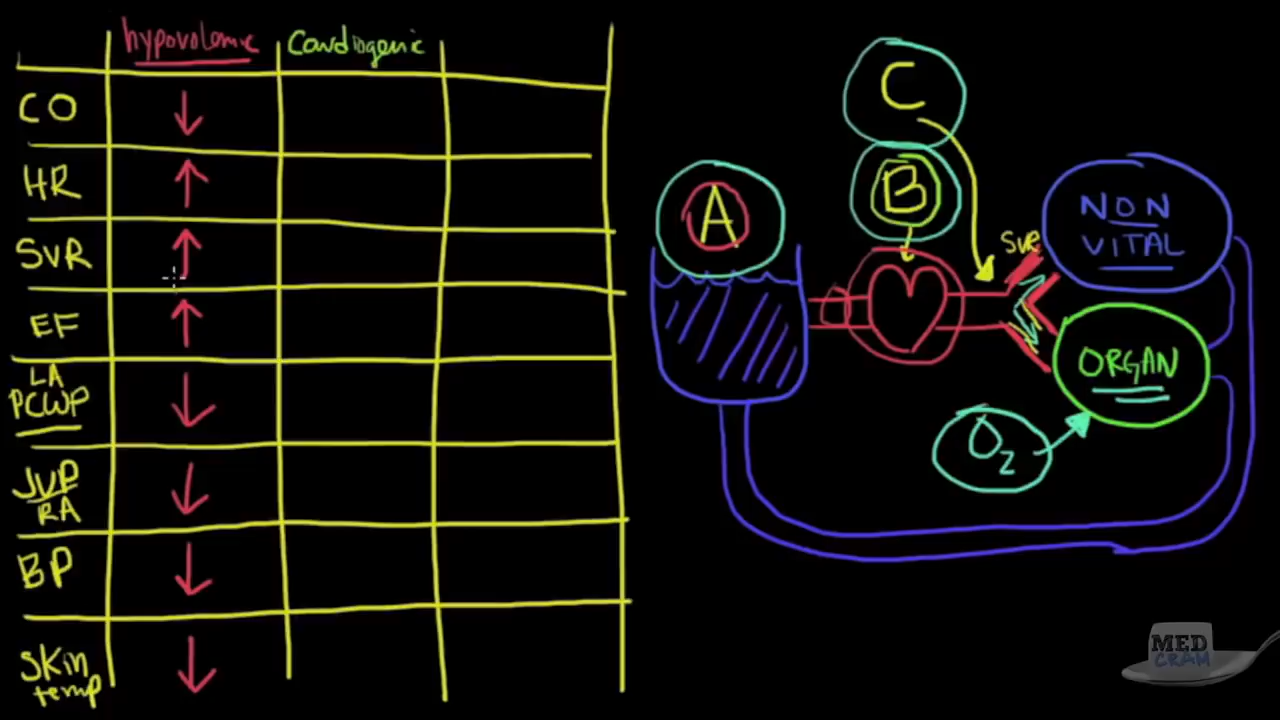 hypovolemic
Cardiogenic
CO
HR
SVR
EF
LA
PCWP
JVP
RA
BP
Skin
temp
C
B
A
SVR
NON
VITAL
ORGAN
O2
MED
CRAM